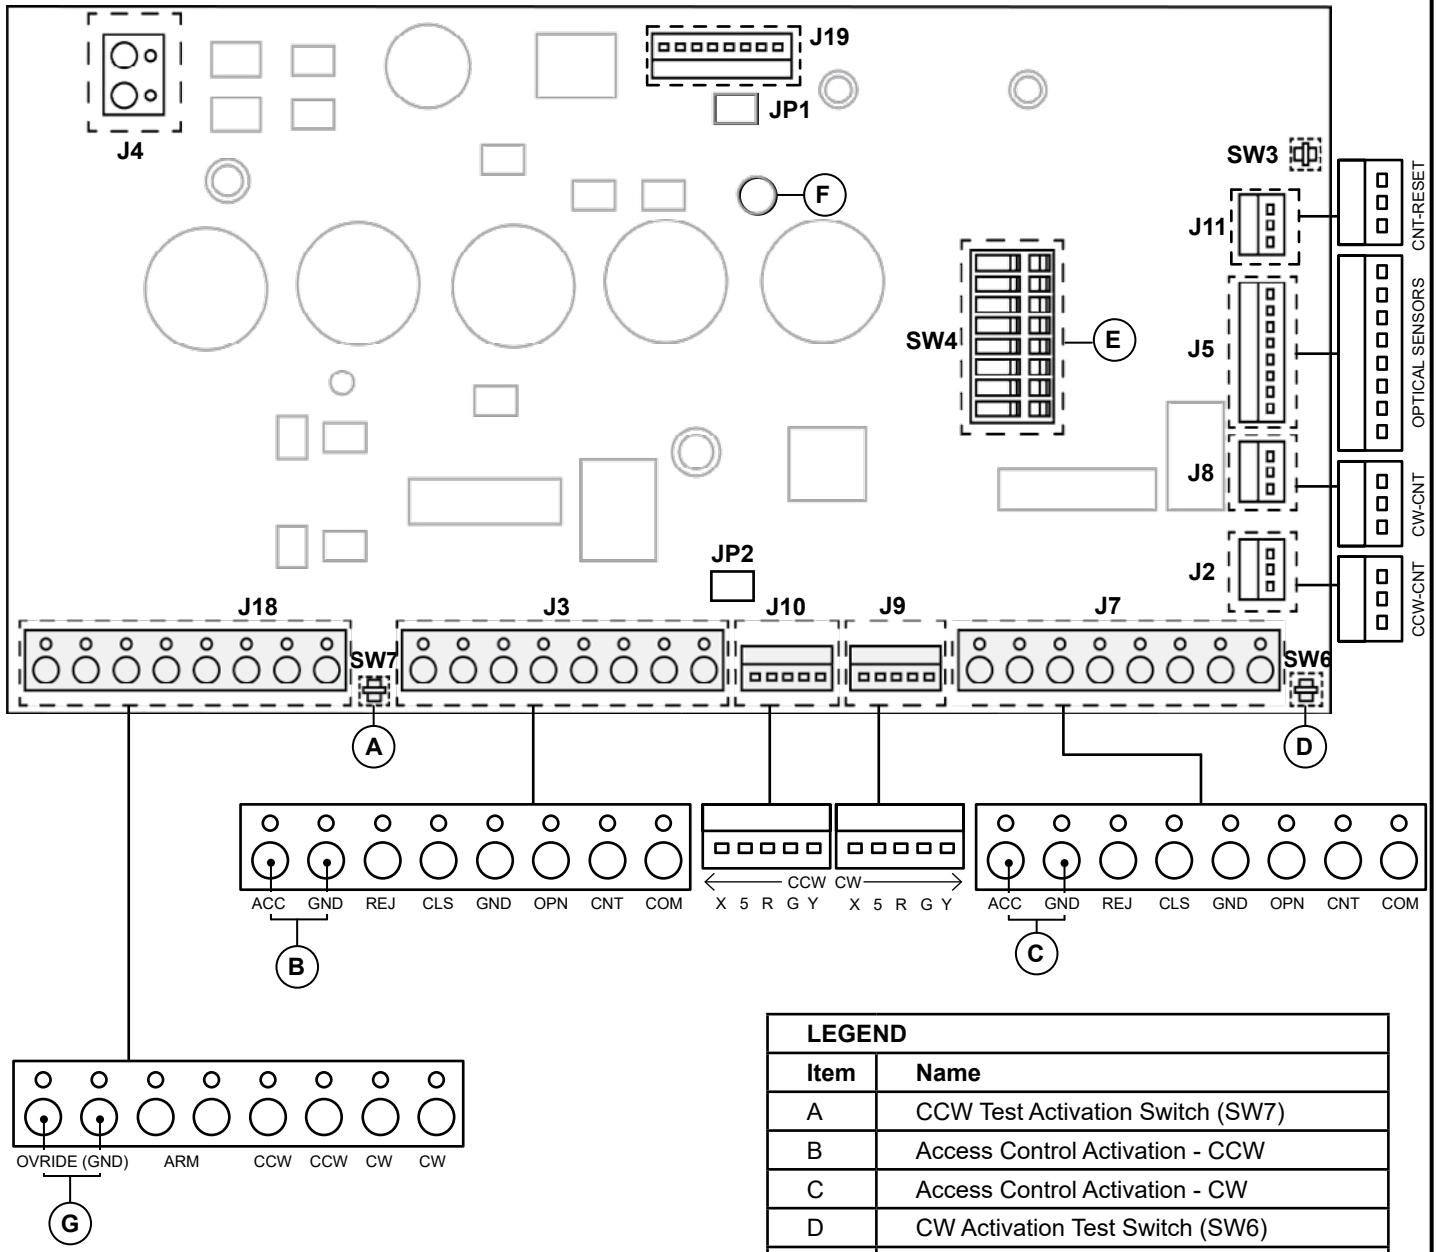 J19
JP1
J4
SW3
CNT-RESET
F
J11
OPTICAL SENSORS
SW4
E
J5
J8
CW-CNT
JP2
J2
CCW-CNT
J18
J3
J10
J9
J7
SW7
SW6
A
D
CCW CW
ACC GND REJ CLS GND OPN CNT COM
X 5 R G Y
X 5 R G Y
ACC GND REJ CLS GND OPN CNT COM
B
C
OVRIDE (GND) ARM CCW CCW CW CW
G
LEGEND
Item Name
A CCW Test Activation Switch (SW7)
B Access Control Activation - CCW
C Access Control Activation - CW
D CW Activation Test Switch (SW6)